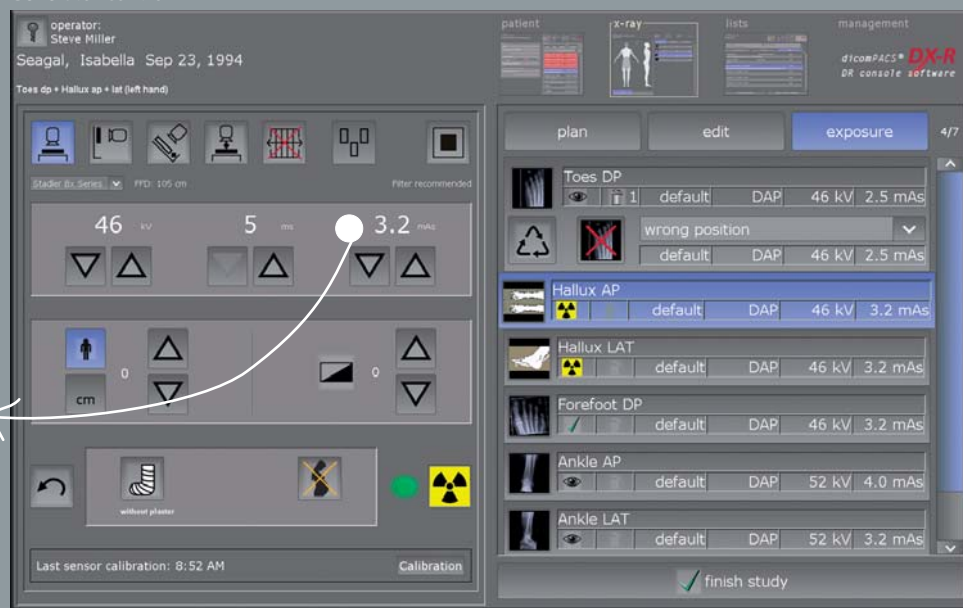 operator:
Steve Miller
Seagal, Isabella Sep 23, 1994
Toes dp + Hallux ap + lat (left hand)
Stadler Bx Series FFD: 105 cm
Filter recommended
46 kV 5 ms 3.2 mAs
0
cm
0
without plaster
Last sensor calibration: 8:52 AM Calibration
patient x-ray lists management
dicomPACS® DX-R
DR console software
plan edit exposure 4/7
Toes DP
1 default DAP 46 kV 2.5 mAs
wrong position
default DAP 46 kV 2.5 mAs
Hallux AP
default DAP 46 kV 3.2 mAs
Hallux LAT
default DAP 46 kV 3.2 mAs
Forefoot DP
default DAP 46 kV 3.2 mAs
Ankle AP
default DAP 52 kV 4.0 mAs
Ankle LAT
default DAP 52 kV 3.2 mAs
finish study